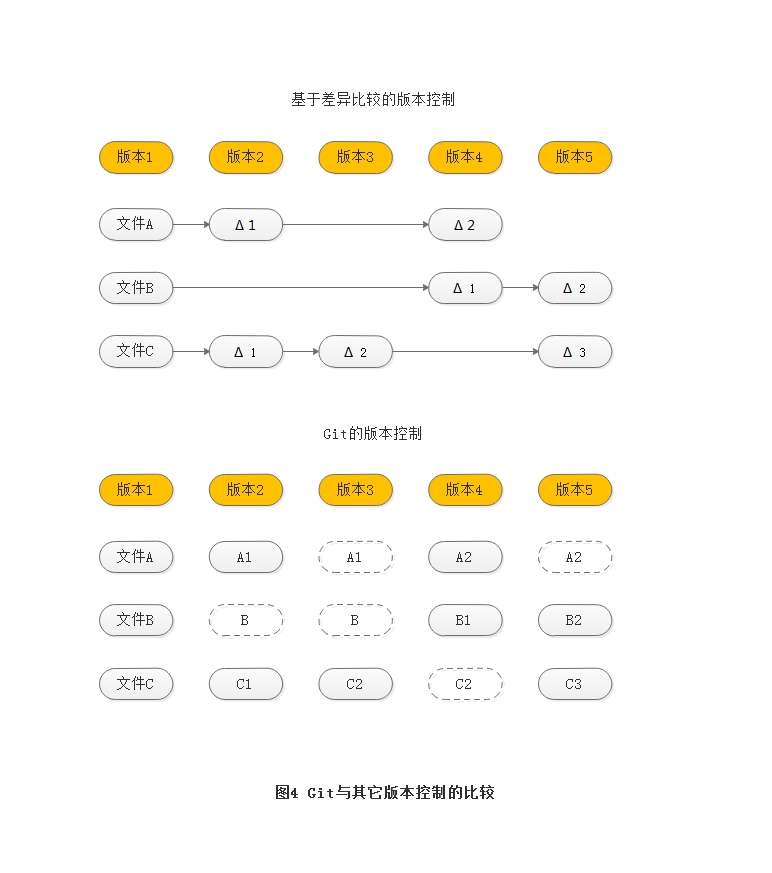 基于差异比较的版本控制
版本1 版本2 版本3 版本4 版本5
文件A Δ1 Δ2
文件B Δ 1 Δ 2
文件C Δ 1 Δ 2 Δ 3
Git的版本控制
版本1 版本2 版本3 版本4 版本5
文件A A1 A1 A2 A2
文件B B B B1 B2
文件C C1 C2 C2 C3
图4 Git与其它版本控制的比较